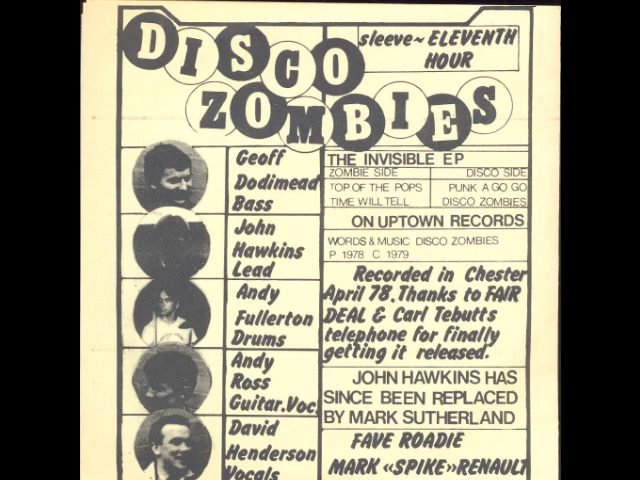 DISCO
ZOMBIES
sleeve~ ELEVENTH
HOUR
Geoff
Dodimead
Bass
John
Hawkins
Lead
Andy
Fullerton
Drums
Andy
Ross
Guitar.Voc
David
Henderson
Vocals
THE INVISIBLE EP
ZOMBIE SIDE
TOP OF THE POPS
TIME WILL TELL
DISCO SIDE
PUNK A GO GO
DISCO ZOMBIES
ON UPTOWN RECORDS
WORDS & MUSIC DISCO ZOMBIES
P 1978 C 1979
Recorded in Chester
April 78. Thanks to FAIR
DEAL & Carl Tebutts
telephone for finally
getting it released.
JOHN HAWKINS HAS
SINCE BEEN REPLACED
BY MARK SUTHERLAND
FAVE ROADIE
MARK «SPIKE» RENAULT